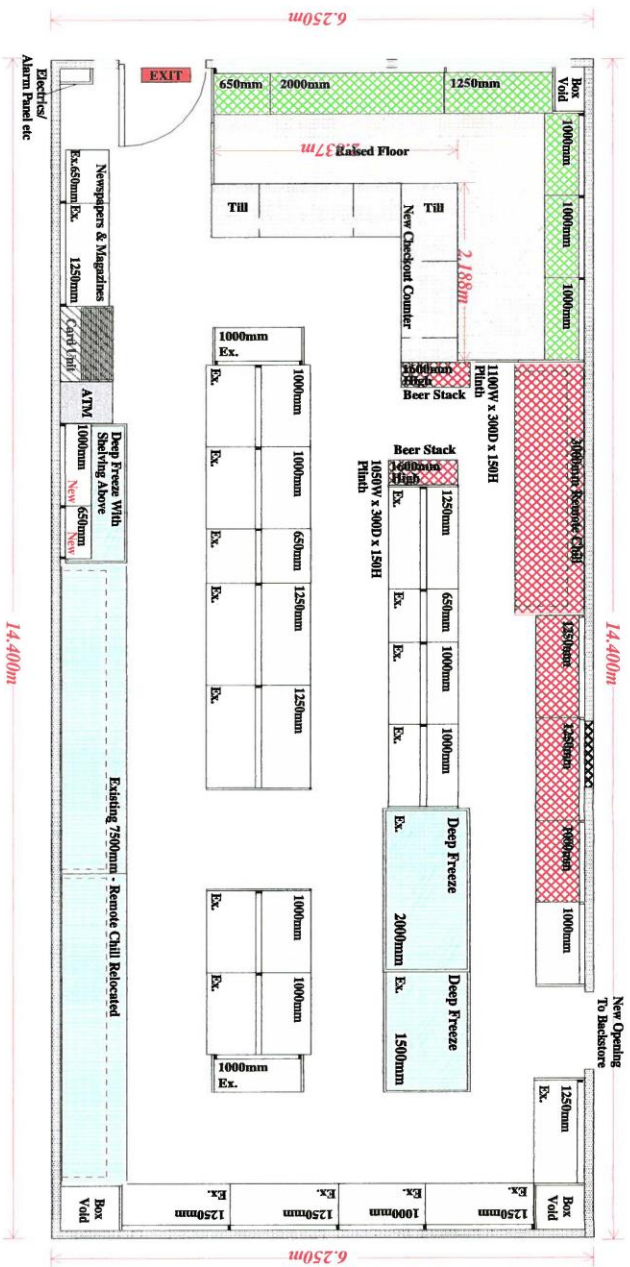 6.250m
Electrics/
Alarm Panel etc
EXIT
650mm
2000mm
1250mm
Box
Void
1000mm
1000mm
1000mm
Raised Floor
2.837m
Till
Till
New Checkout Counter
2.188m
Newspapers & Magazines
Ex.650mm
Ex.
1250mm
Card Unit
ATM
1000mm
Ex.
1600mm
High
Beer Stack
1100W x 300D x 150H
Plinth
3000mm Remote Chill
Deep Freeze With
Shelving Above
1000mm
New
650mm
New
1000mm
Ex.
1000mm
Ex.
650mm
Ex.
1250mm
Ex.
1250mm
Ex.
Beer Stack
1600mm
High
1050W x 300D x 150H
Plinth
1250mm
Ex.
650mm
Ex.
1000mm
Ex.
1000mm
Ex.
1250mm
1250mm
1000mm
1000mm
14.400m
14.400m
Existing 7500mm - Remote Chill Relocated
Deep Freeze
Ex.
2000mm
Deep Freeze
Ex.
1500mm
1000mm
Ex.
1000mm
Ex.
1000mm
Ex.
New Opening
To Backstore
1250mm
Ex.
Box
Void
Ex.
1250mm
Ex.
1250mm
Ex.
1000mm
Ex.
1250mm
Box
Void
6.250m